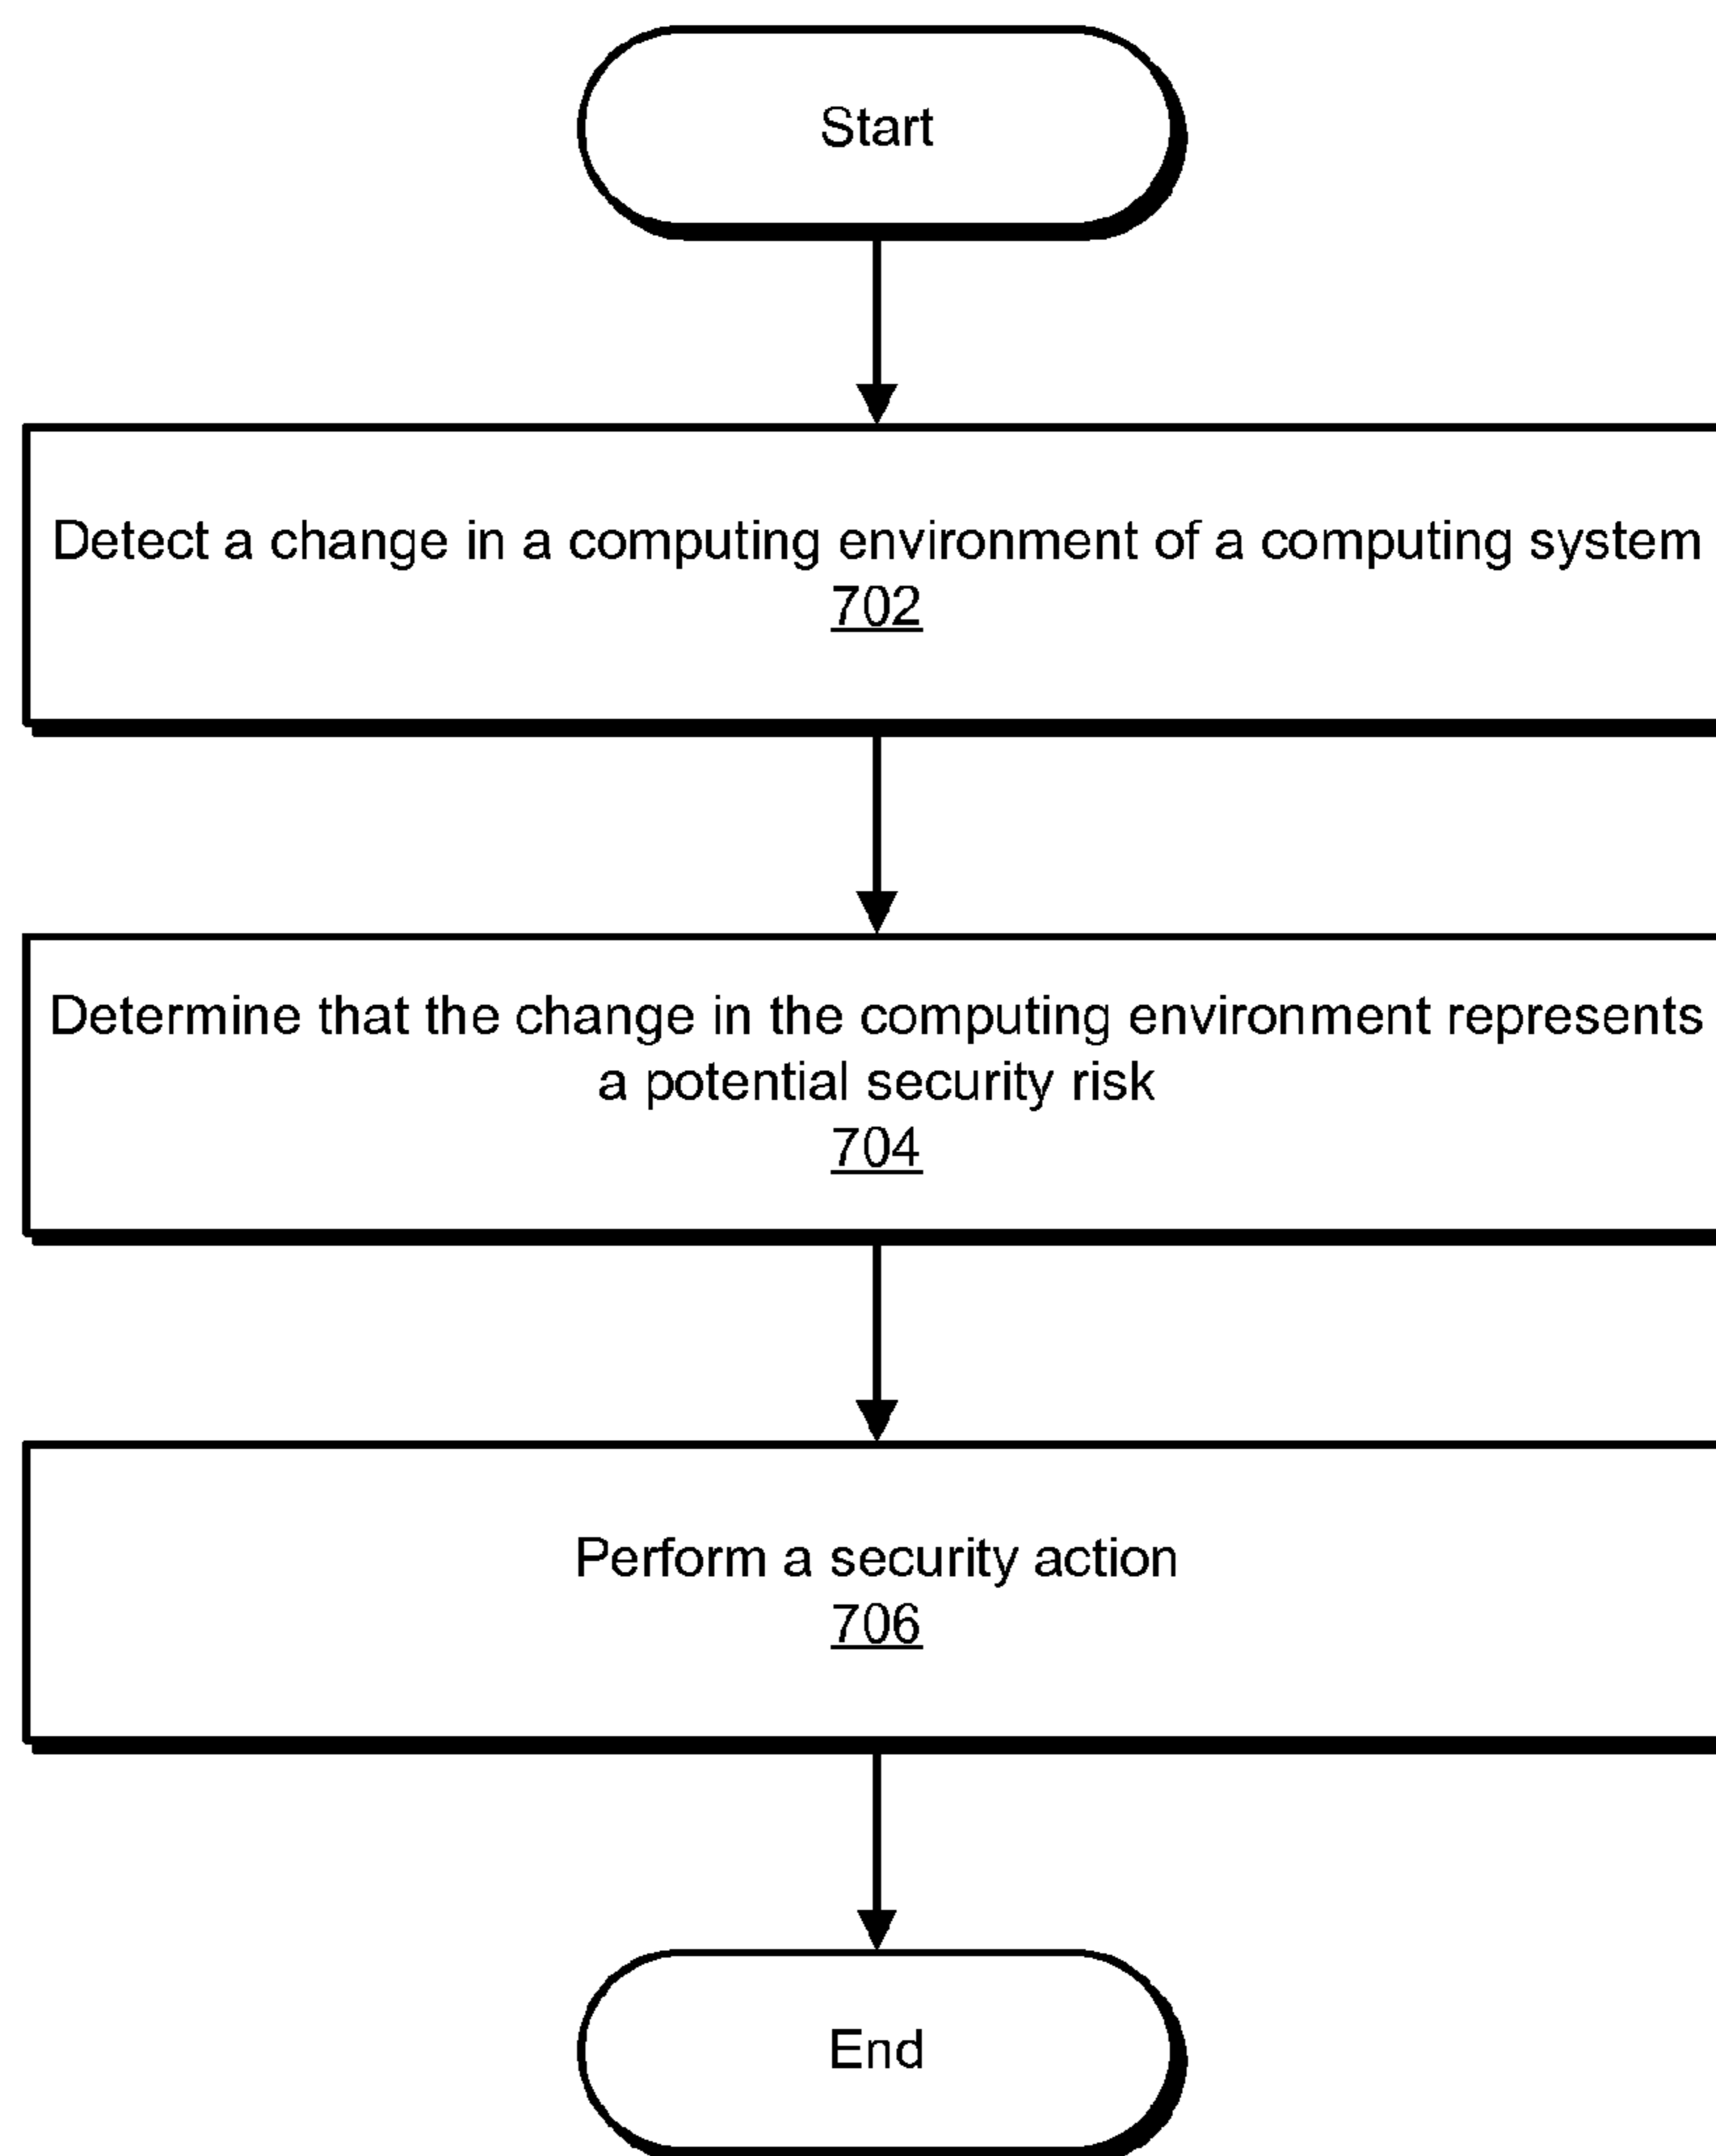 Start
Detect a change in a computing environment of a computing system
702
Determine that the change in the computing environment represents
a potential security risk
704
Perform a security action
706
End